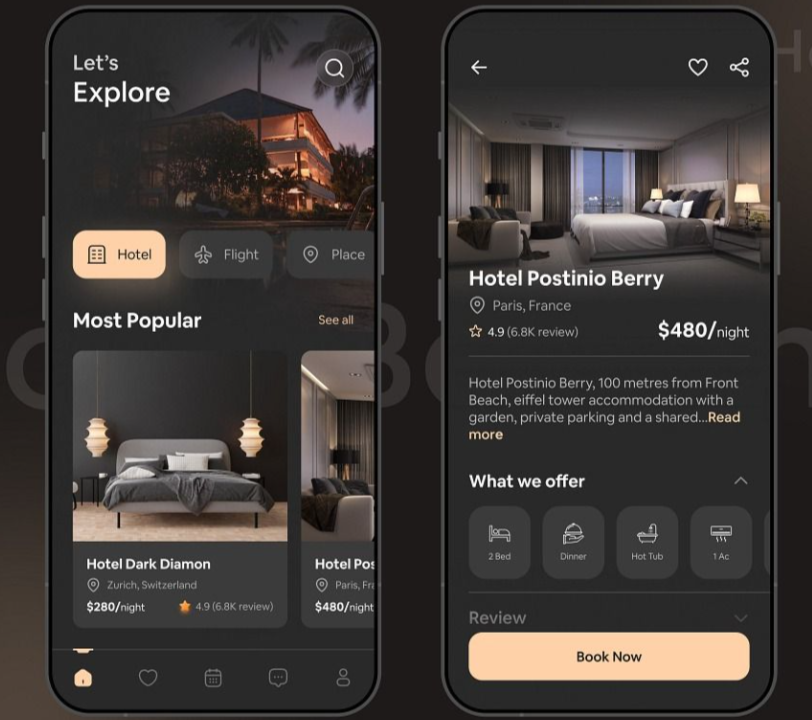 Let's
Explore
Hotel
Flight
Place
Most Popular
See all
Hotel Dark Diamon
Zurich, Switzerland
$280/night
4.9 (6.8K review)
Hotel Pos
Paris, Fra
$480/night
Hotel Postinio Berry
Paris, France
4.9 (6.8K review)
$480/night
Hotel Postinio Berry, 100 metres from Front
Beach, eiffel tower accommodation with a
garden, private parking and a shared...Read
more
What we offer
2 Bed
Dinner
Hot Tub
1 Ac
Review
Book Now